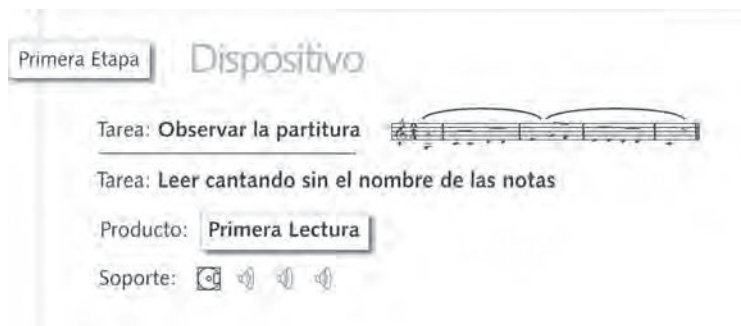 Primera Etapa
Dispositivo
Tarea: Observar la partitura
Tarea: Leer cantando sin el nombre de las notas
Producto: Primera Lectura
Soporte: